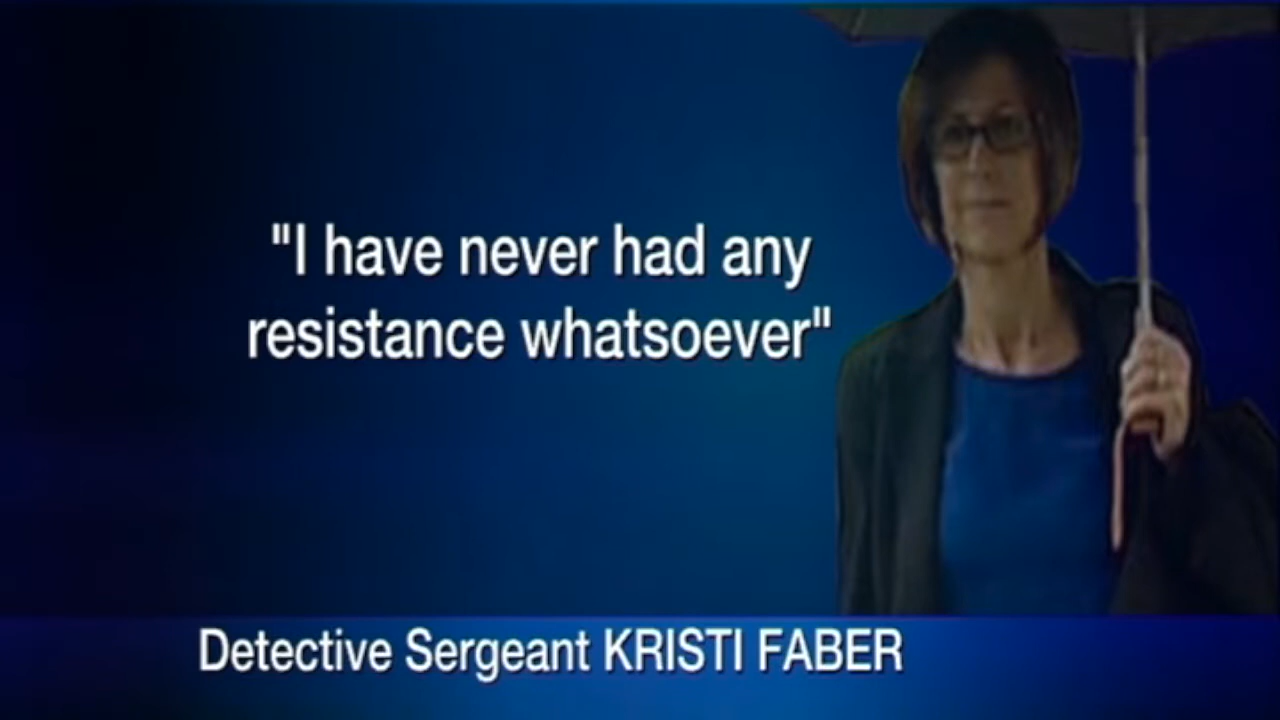 "I have never had any
resistance whatsoever"
Detective Sergeant KRISTI FABER